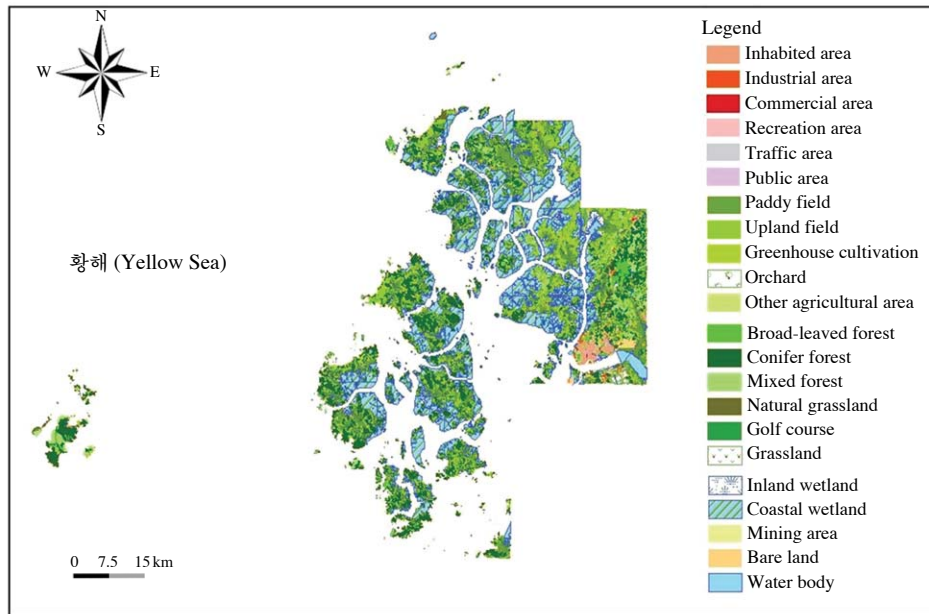 N
W E
S
황해 (Yellow Sea)
0 7.5 15 km
Legend
Inhabited area
Industrial area
Commercial area
Recreation area
Traffic area
Public area
Paddy field
Upland field
Greenhouse cultivation
Orchard
Other agricultural area
Broad-leaved forest
Conifer forest
Mixed forest
Natural grassland
Golf course
Grassland
Inland wetland
Coastal wetland
Mining area
Bare land
Water body